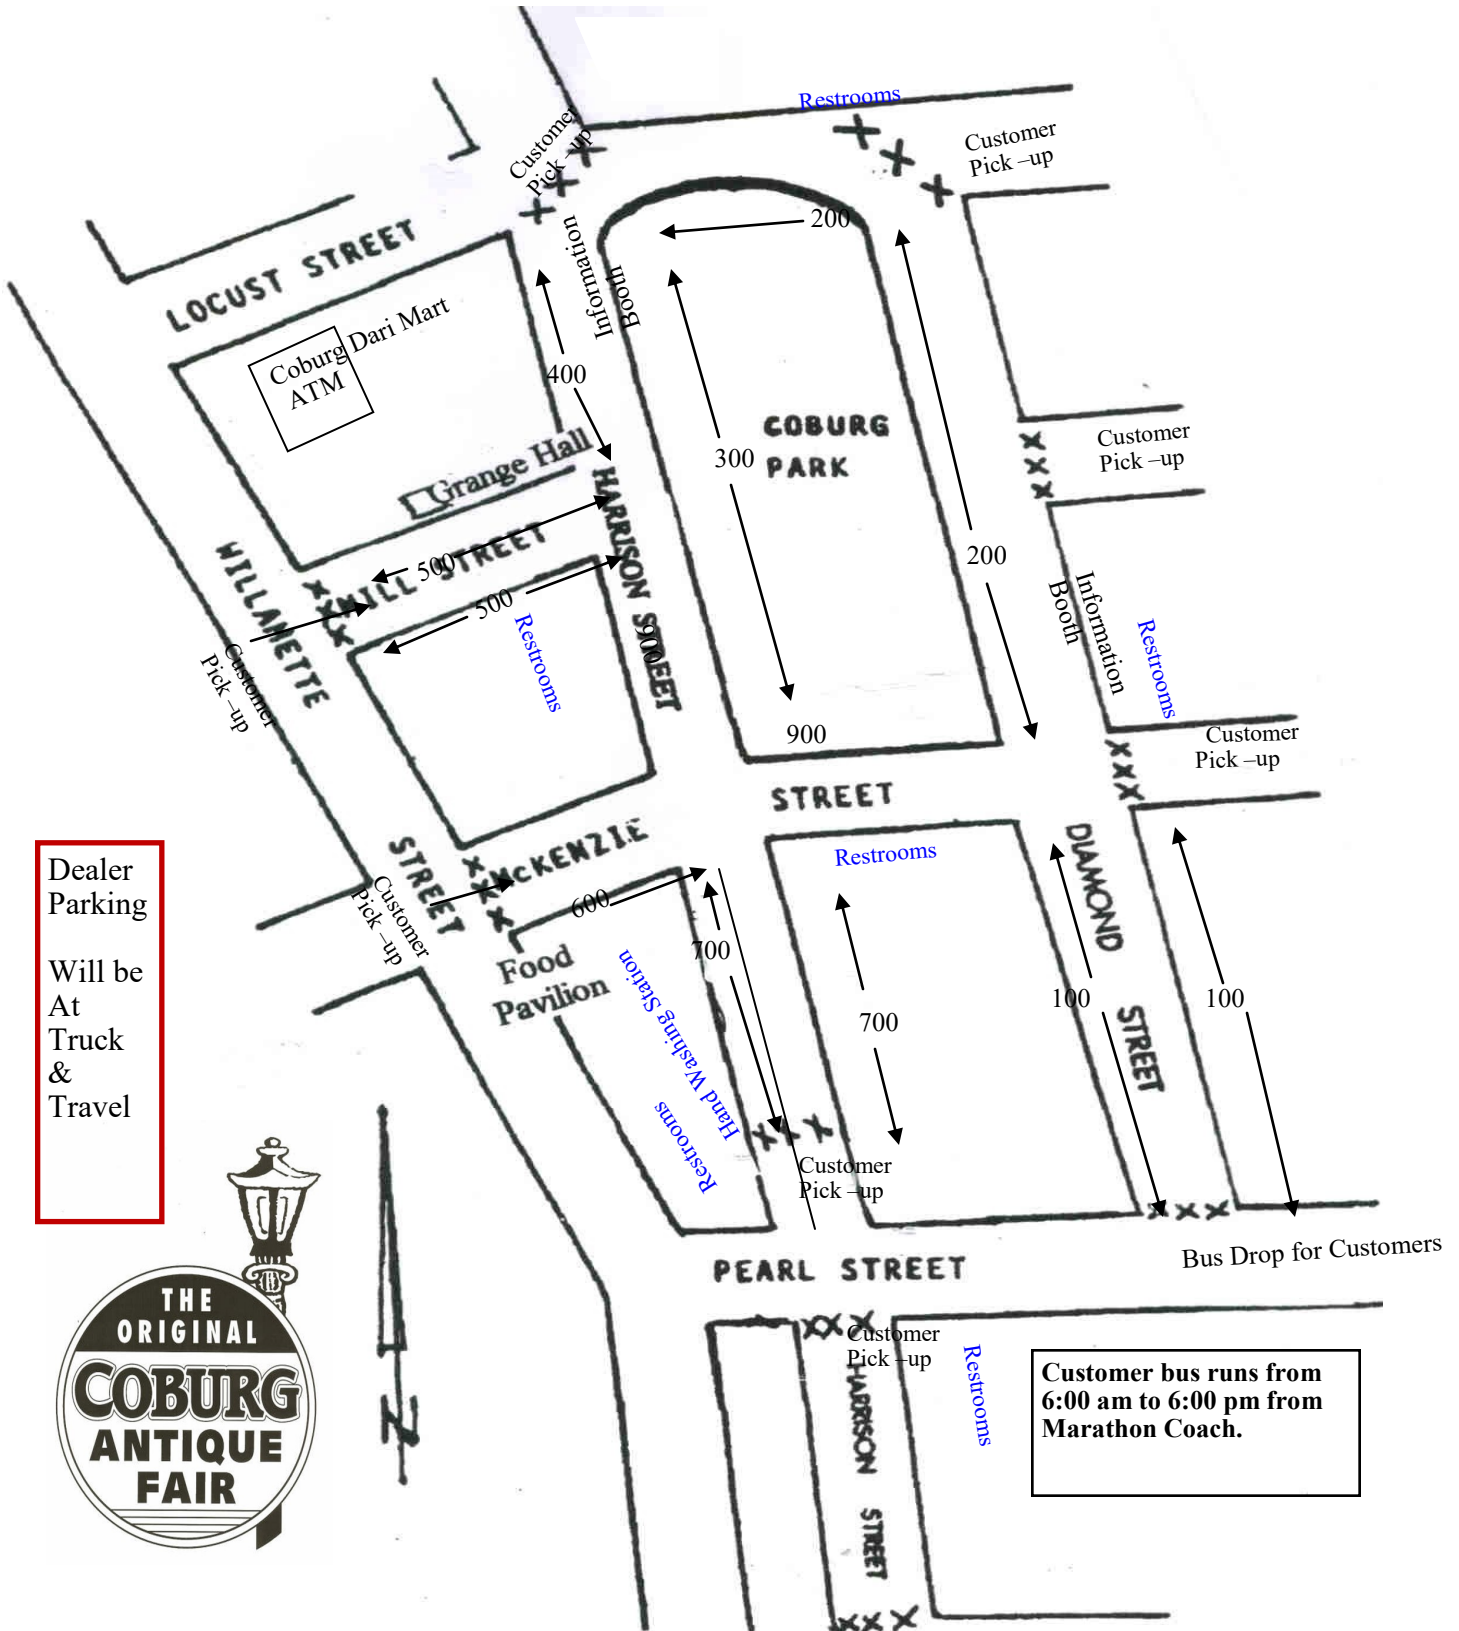 Restrooms
Customer
Pick –up
Customer
Pick –up
200
Information
Booth
LOCUST STREET
Coburg Dari Mart
ATM
400
COBURG
PARK
300
Customer
Pick –up
Grange Hall
HARRISON STREET
200
MILL STREET
500
500
WILLAMETTE
STREET
Restrooms
900
Information
Booth
Restrooms
Customer
Pick –up
900
Customer
Pick –up
STREET
McKENZIE
Restrooms
DIAMOND
STREET
Customer
Pick –up
600
700
700
100
100
Food
Pavilion
Hand Washing Station
Restrooms
Dealer
Parking
Will be
At
Truck
&
Travel
Customer
Pick –up
PEARL STREET
Bus Drop for Customers
Customer
Pick –up
HARRISON
STREET
Restrooms
Customer bus runs from
6:00 am to 6:00 pm from
Marathon Coach.
THE
ORIGINAL
COBURG
ANTIQUE
FAIR
N